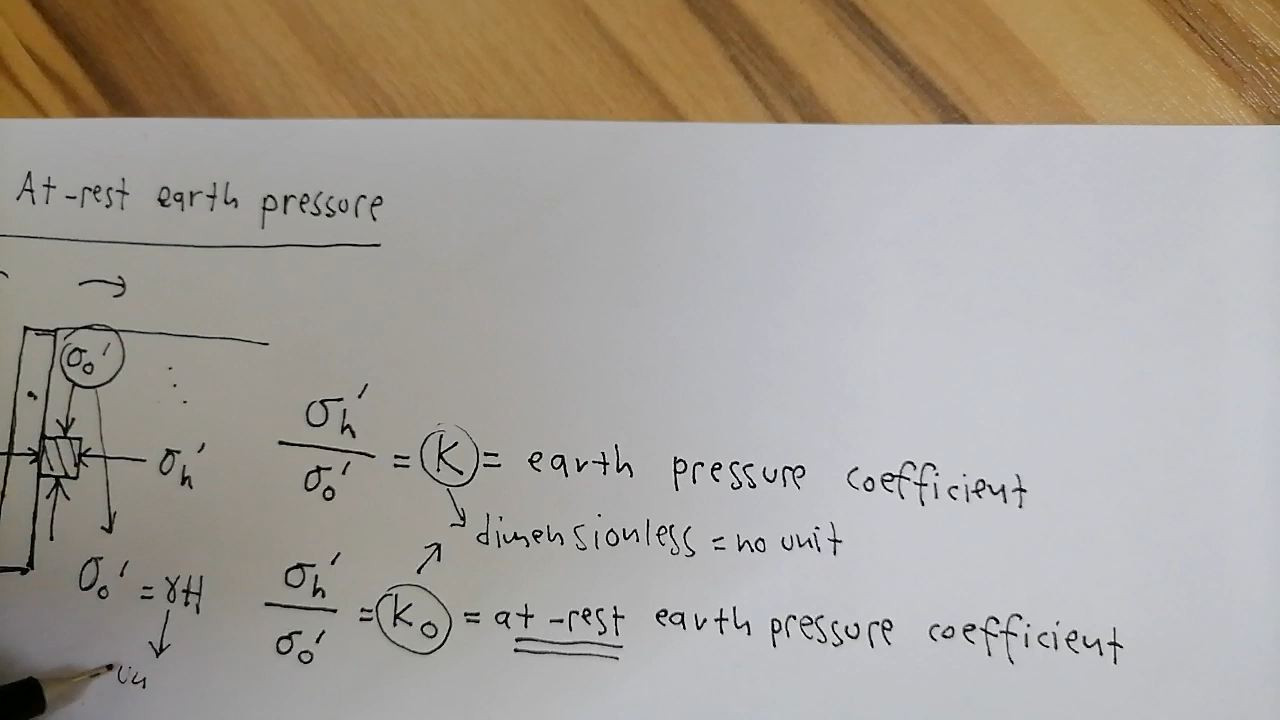 At-rest earth pressure
σ₀'
σh'
σh' / σ₀' = K = earth pressure coefficient
dimensionless = no unit
σ₀' = γH
σh' / σ₀' = K₀ = at-rest earth pressure coefficient